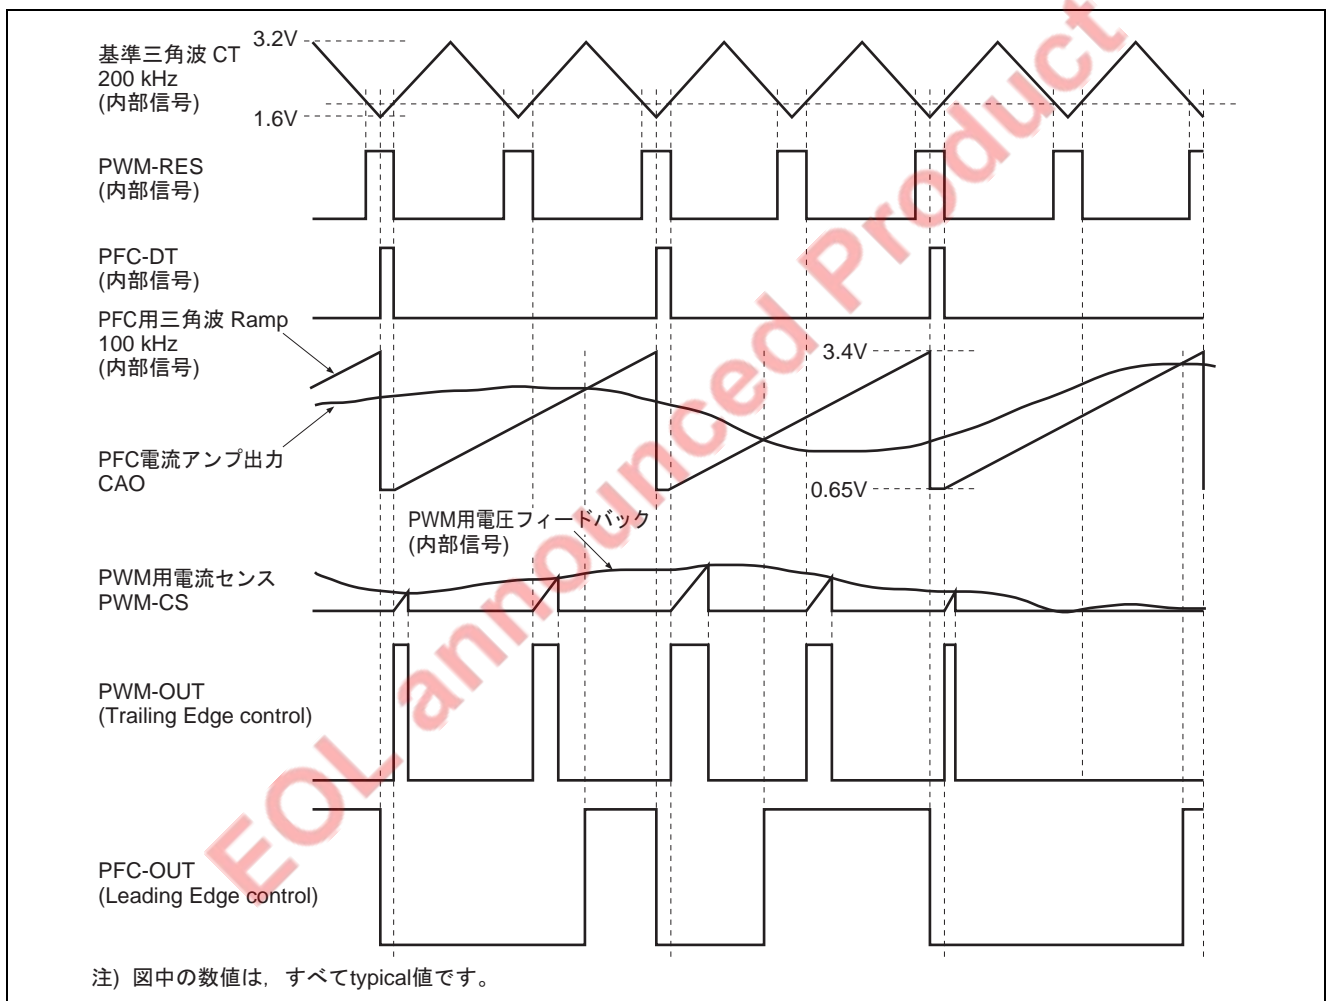 基準三角波 CT
200 kHz
(内部信号)
3.2V
1.6V
PWM-RES
(内部信号)
PFC-DT
(内部信号)
PFC用三角波 Ramp
100 kHz
(内部信号)
3.4V
PFC電流アンプ出力
CAO
0.65V
PWM用電圧フィードバック
(内部信号)
PWM用電流センス
PWM-CS
PWM-OUT
(Trailing Edge control)
PFC-OUT
(Leading Edge control)
注) 図中の数値は，すべてtypical値です。
EOL announced Product